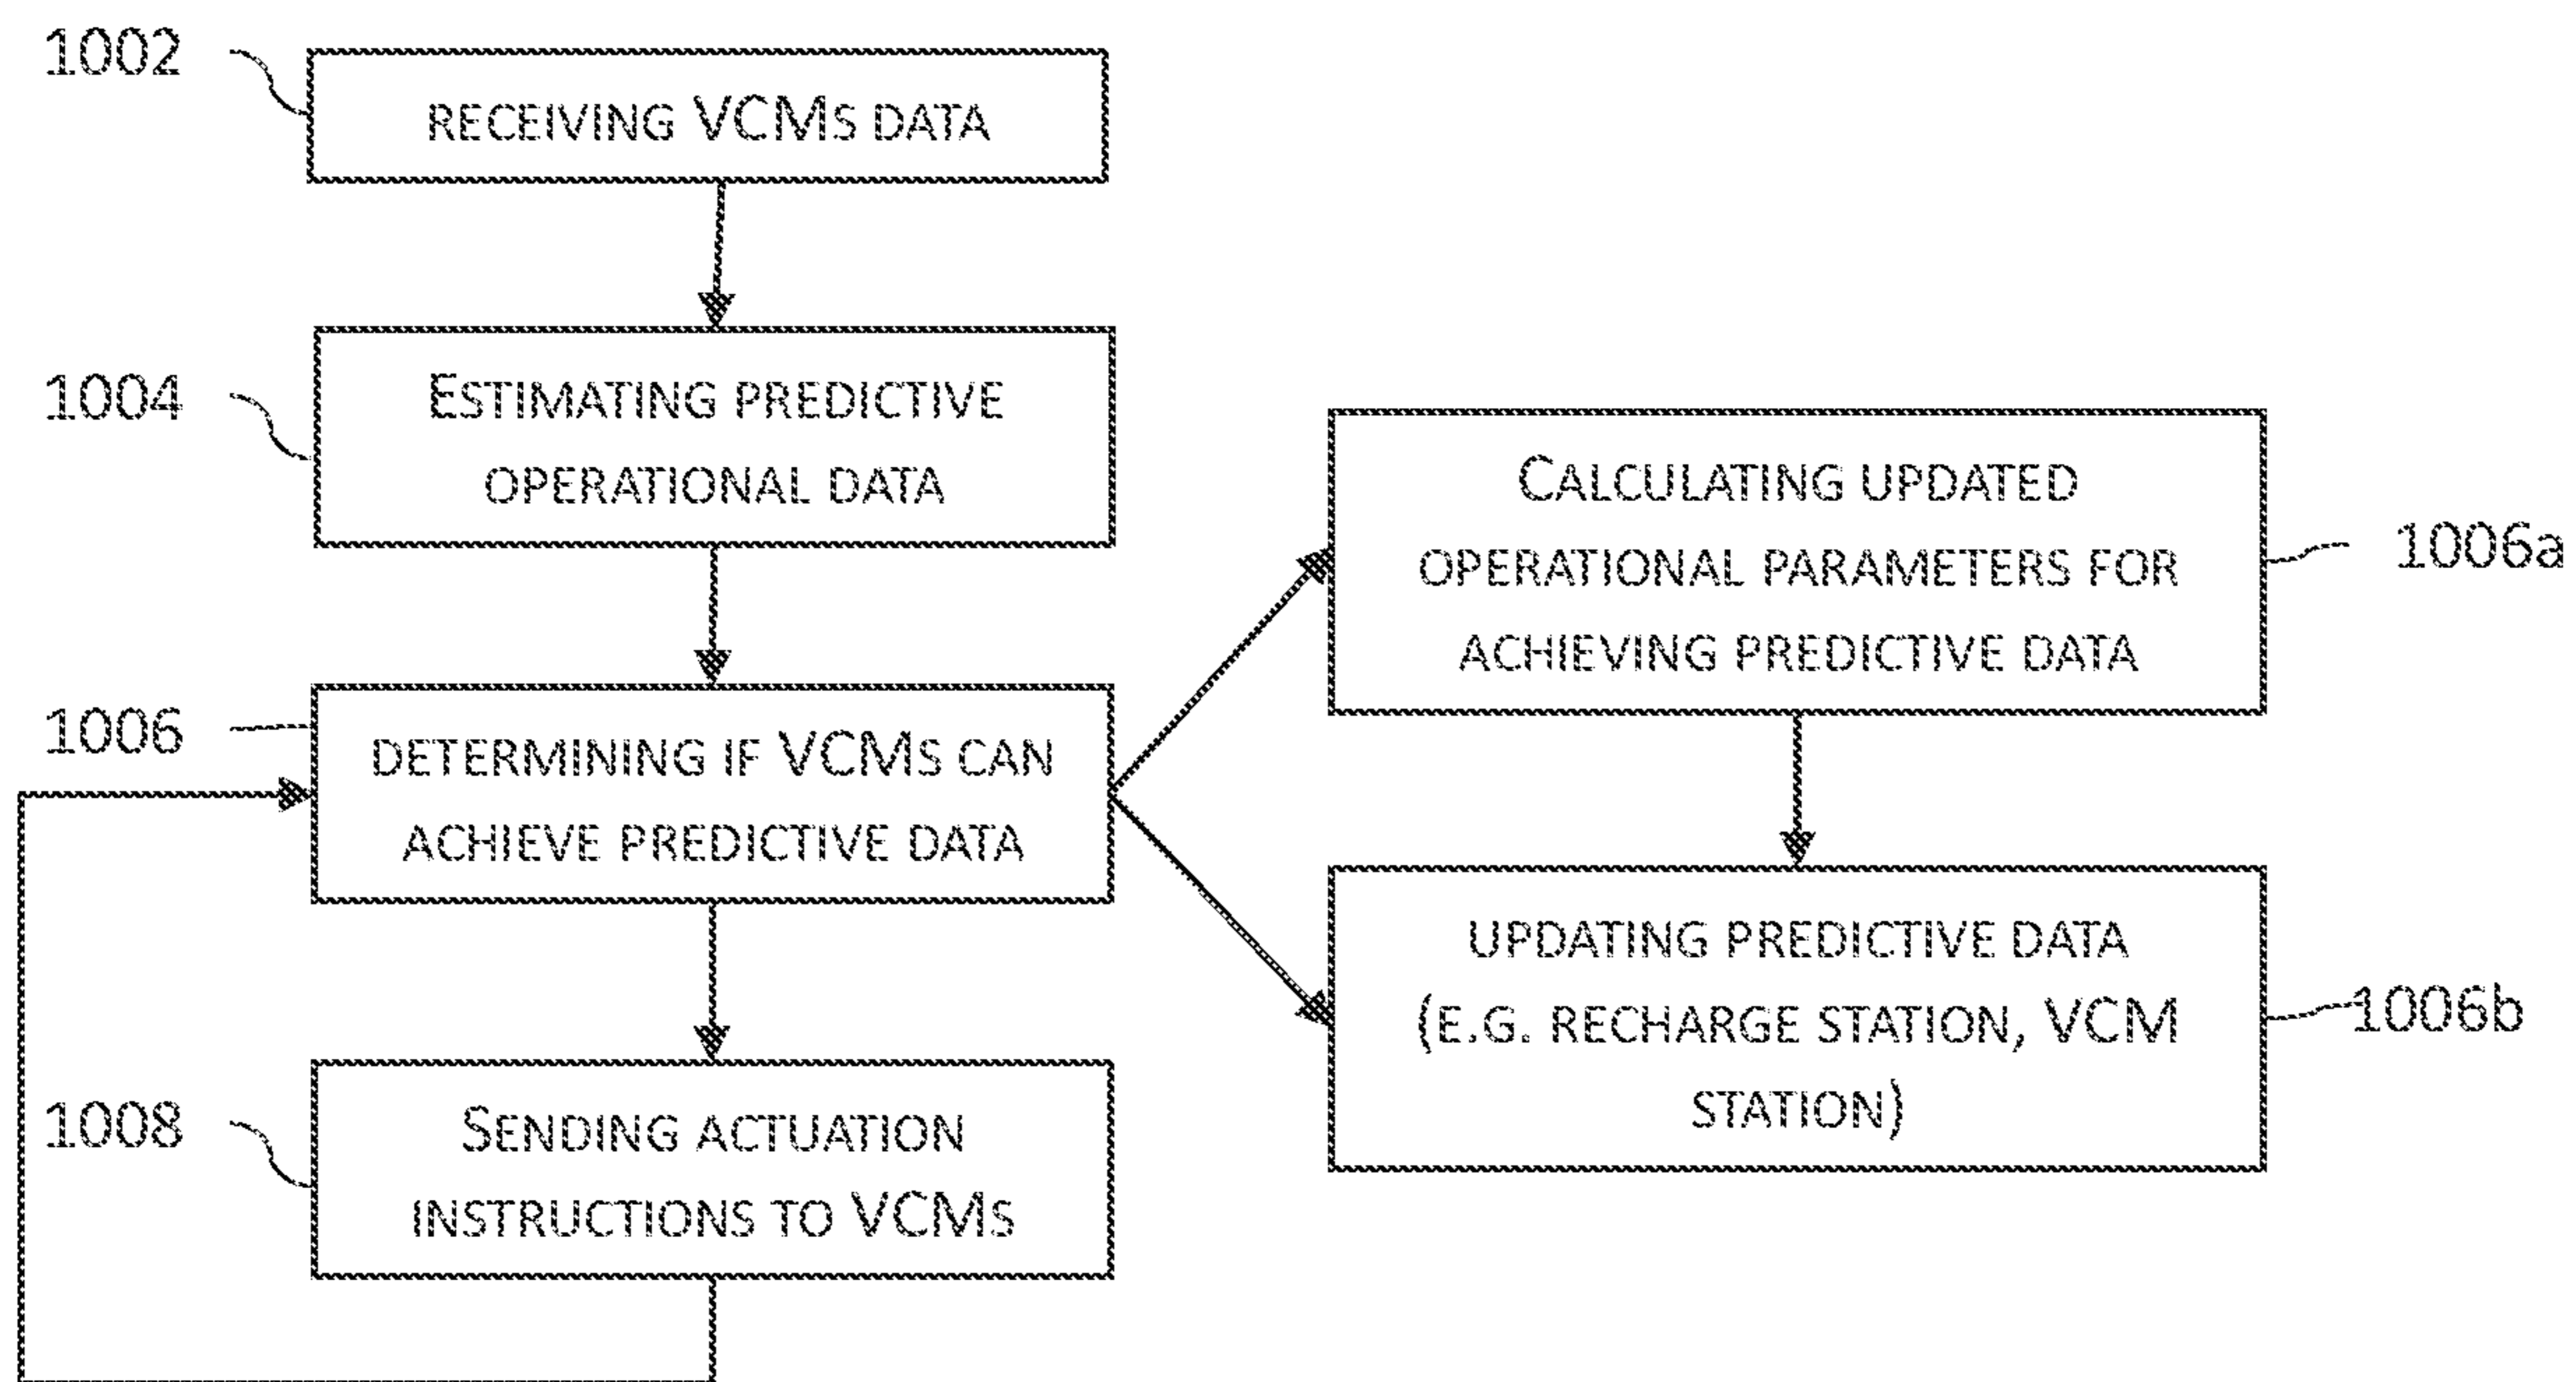 1002
RECEIVING VCMS DATA
1004
ESTIMATING PREDICTIVE
OPERATIONAL DATA
1006
DETERMINING IF VCMS CAN
ACHIEVE PREDICTIVE DATA
1008
SENDING ACTUATION
INSTRUCTIONS TO VCMS
CALCULATING UPDATED
OPERATIONAL PARAMETERS FOR
ACHIEVING PREDICTIVE DATA
1006a
UPDATING PREDICTIVE DATA
(E.G. RECHARGE STATION, VCM
STATION)
1006b